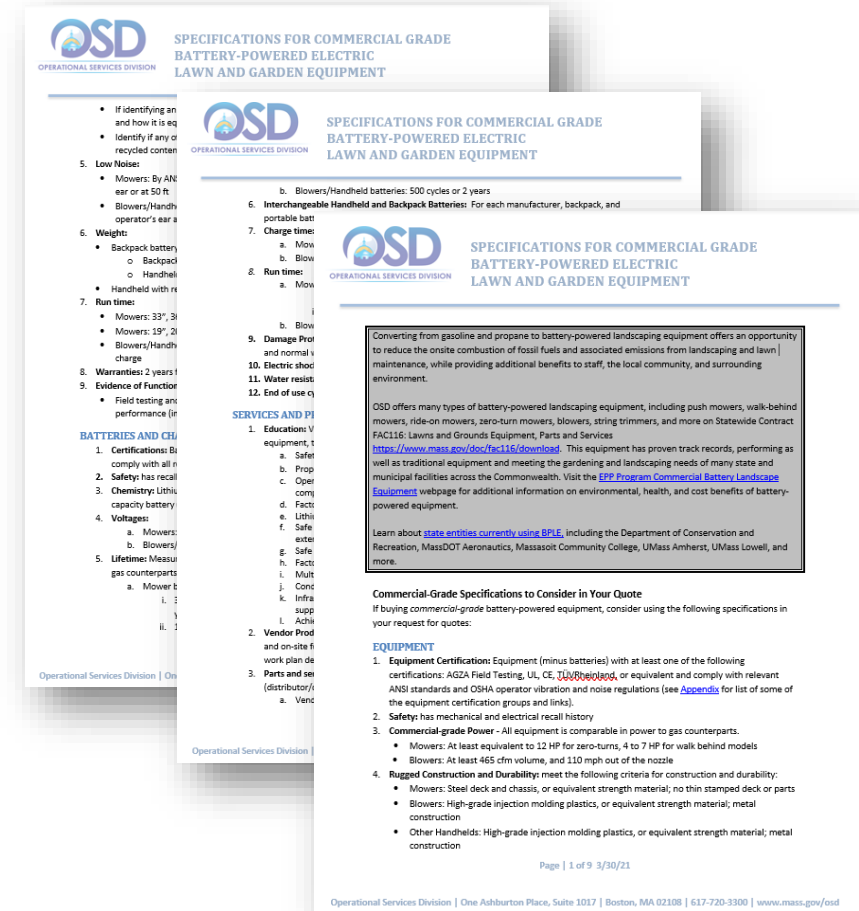 OSD
OPERATIONAL SERVICES DIVISION
SPECIFICATIONS FOR COMMERCIAL GRADE
BATTERY-POWERED ELECTRIC
LAWN AND GARDEN EQUIPMENT
• If identifying an
and how it is eq
• Identify if any o
recycled conten
5. Low Noise:
• Mowers: By ANS
ear or at 50 ft
• Blowers/Handh
operator's ear a
6. Weight:
• Backpack battery
o Backpack
o Handheld
• Handheld with re
7. Run time:
• Mowers: 33”, 36
• Mowers: 19”, 20
• Blowers/Handh
charge
8. Warranties: 2 years f
9. Evidence of Function
• Field testing and
performance (in
BATTERIES AND CHA
1. Certifications: Ba
comply with all r
2. Safety: has recall
3. Chemistry: Lithiu
capacity battery
4. Voltages:
a. Mowers:
b. Blowers/
5. Lifetime: Measur
gas counterparts
a. Mower b
i. 3
y
ii. 1
Operational Services Division | On
OSD
OPERATIONAL SERVICES DIVISION
SPECIFICATIONS FOR COMMERCIAL GRADE
BATTERY-POWERED ELECTRIC
LAWN AND GARDEN EQUIPMENT
b. Blowers/Handheld batteries: 500 cycles or 2 years
6. Interchangeable Handheld and Backpack Batteries: For each manufacturer, backpack, and
portable batt
7. Charge time:
a. Mow
b. Blow
8. Run time:
a. Mow
i
b. Blow
9. Damage Prot
and normal w
10. Electric shock
11. Water resista
12. End of use cy
SERVICES AND PR
1. Education: V
equipment, t
a. Safet
b. Prop
c. Oper
comp
d. Facto
e. Lithiu
f. Safe
exter
g. Safe
h. Facto
i. Mult
j. Cond
k. Infra
supp
l. Achie
2. Vendor Prod
and on-site f
work plan de
3. Parts and ser
(distributor/
a. Vend
Operational Services Division |
OSD
OPERATIONAL SERVICES DIVISION
SPECIFICATIONS FOR COMMERCIAL GRADE
BATTERY-POWERED ELECTRIC
LAWN AND GARDEN EQUIPMENT
Converting from gasoline and propane to battery-powered landscaping equipment offers an opportunity
to reduce the onsite combustion of fossil fuels and associated emissions from landscaping and lawn
maintenance, while providing additional benefits to staff, the local community, and surrounding
environment.
OSD offers many types of battery-powered landscaping equipment, including push mowers, walk-behind
mowers, ride-on mowers, zero-turn mowers, blowers, string trimmers, and more on Statewide Contract
FAC116: Lawns and Grounds Equipment, Parts and Services
https://www.mass.gov/doc/fac116/download. This equipment has proven track records, performing as
well as traditional equipment and meeting the gardening and landscaping needs of many state and
municipal facilities across the Commonwealth. Visit the EPP Program Commercial Battery Landscape
Equipment webpage for additional information on environmental, health, and cost benefits of battery-
powered equipment.
Learn about state entities currently using BPLE, including the Department of Conservation and
Recreation, MassDOT Aeronautics, Massasoit Community College, UMass Amherst, UMass Lowell, and
more.
Commercial-Grade Specifications to Consider in Your Quote
If buying commercial-grade battery-powered equipment, consider using the following specifications in
your request for quotes:
EQUIPMENT
1. Equipment Certification: Equipment (minus batteries) with at least one of the following
certifications: AGZA Field Testing, UL, CE, TÜVRheinland, or equivalent and comply with relevant
ANSI standards and OSHA operator vibration and noise regulations (see Appendix for list of some of
the equipment certification groups and links).
2. Safety: has mechanical and electrical recall history
3. Commercial-grade Power - All equipment is comparable in power to gas counterparts.
• Mowers: At least equivalent to 12 HP for zero-turns, 4 to 7 HP for walk behind models
• Blowers: At least 465 cfm volume, and 110 mph out of the nozzle
4. Rugged Construction and Durability: meet the following criteria for construction and durability:
• Mowers: Steel deck and chassis, or equivalent strength material; no thin stamped deck or parts
• Blowers: High-grade injection molding plastics, or equivalent strength material; metal
construction
• Other Handhelds: High-grade injection molding plastics, or equivalent strength material; metal
construction
Page | 1 of 9 3/30/21
Operational Services Division | One Ashburton Place, Suite 1017 | Boston, MA 02108 | 617-720-3300 | www.mass.gov/osd